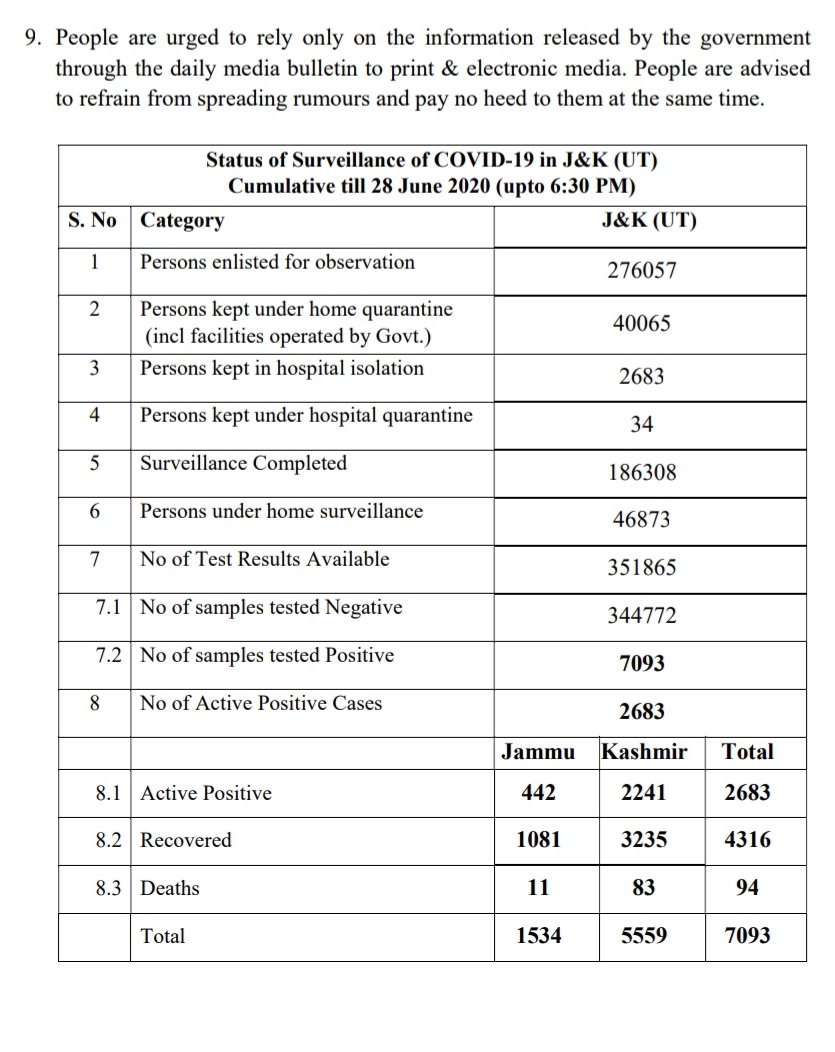 9. People are urged to rely only on the information released by the government
through the daily media bulletin to print & electronic media. People are advised
to refrain from spreading rumours and pay no heed to them at the same time.
Status of Surveillance of COVID-19 in J&K (UT)
Cumulative till 28 June 2020 (upto 6:30 PM)
S. No Category J&K (UT)
1 Persons enlisted for observation 276057
2 Persons kept under home quarantine
(incl facilities operated by Govt.) 40065
3 Persons kept in hospital isolation 2683
4 Persons kept under hospital quarantine 34
5 Surveillance Completed 186308
6 Persons under home surveillance 46873
7 No of Test Results Available 351865
7.1 No of samples tested Negative 344772
7.2 No of samples tested Positive 7093
8 No of Active Positive Cases 2683
Jammu Kashmir Total
8.1 Active Positive 442 2241 2683
8.2 Recovered 1081 3235 4316
8.3 Deaths 11 83 94
Total 1534 5559 7093